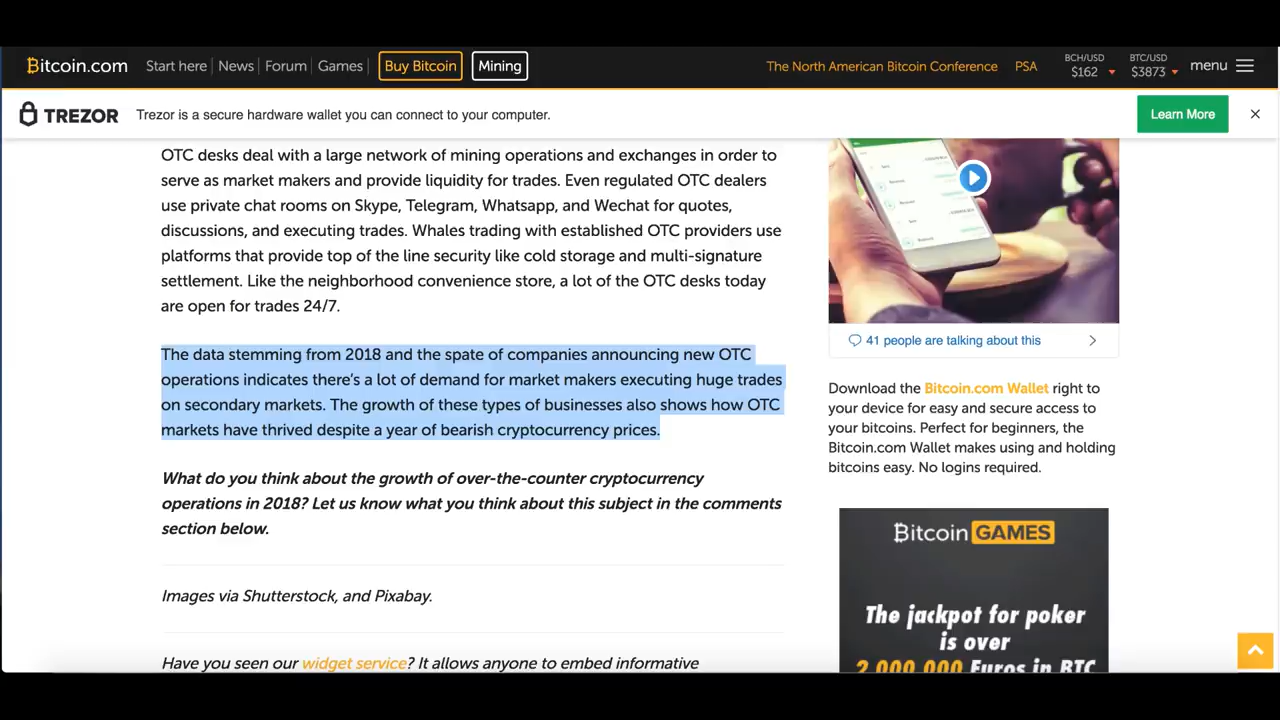 Bitcoin.com Start here News Forum Games Buy Bitcoin Mining The North American Bitcoin Conference PSA BCH/USD $162 BTC/USD $3873 menu
TREZOR Trezor is a secure hardware wallet you can connect to your computer. Learn More
OTC desks deal with a large network of mining operations and exchanges in order to
serve as market makers and provide liquidity for trades. Even regulated OTC dealers
use private chat rooms on Skype, Telegram, Whatsapp, and Wechat for quotes,
discussions, and executing trades. Whales trading with established OTC providers use
platforms that provide top of the line security like cold storage and multi-signature
settlement. Like the neighborhood convenience store, a lot of the OTC desks today
are open for trades 24/7.
The data stemming from 2018 and the spate of companies announcing new OTC
operations indicates there's a lot of demand for market makers executing huge trades
on secondary markets. The growth of these types of businesses also shows how OTC
markets have thrived despite a year of bearish cryptocurrency prices.
What do you think about the growth of over-the-counter cryptocurrency
operations in 2018? Let us know what you think about this subject in the comments
section below.
Images via Shutterstock, and Pixabay.
Have you seen our widget service? It allows anyone to embed informative
41 people are talking about this
Download the Bitcoin.com Wallet right to
your device for easy and secure access to
your bitcoins. Perfect for beginners, the
Bitcoin.com Wallet makes using and holding
bitcoins easy. No logins required.
Bitcoin GAMES
The jackpot for poker
is over
2,000,000 Euros in BTC